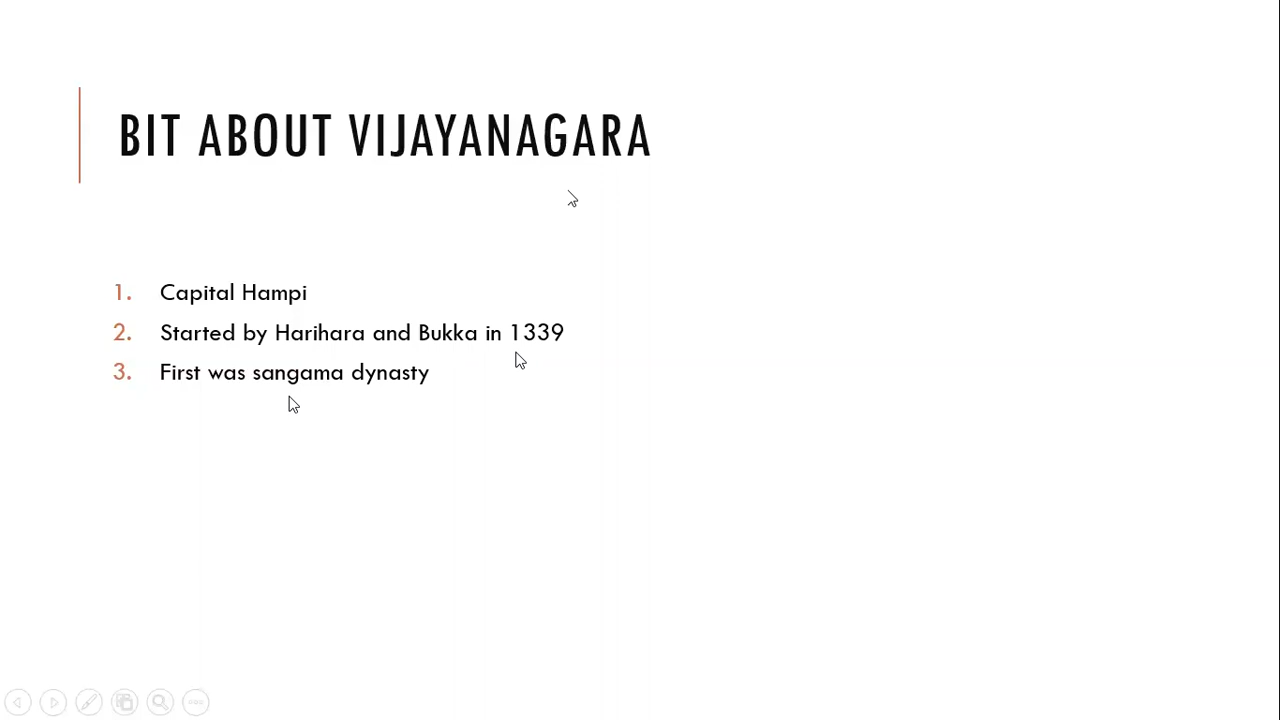 BIT ABOUT VIJAYANAGARA
1. Capital Hampi
2. Started by Harihara and Bukka in 1339
3. First was sangama dynasty